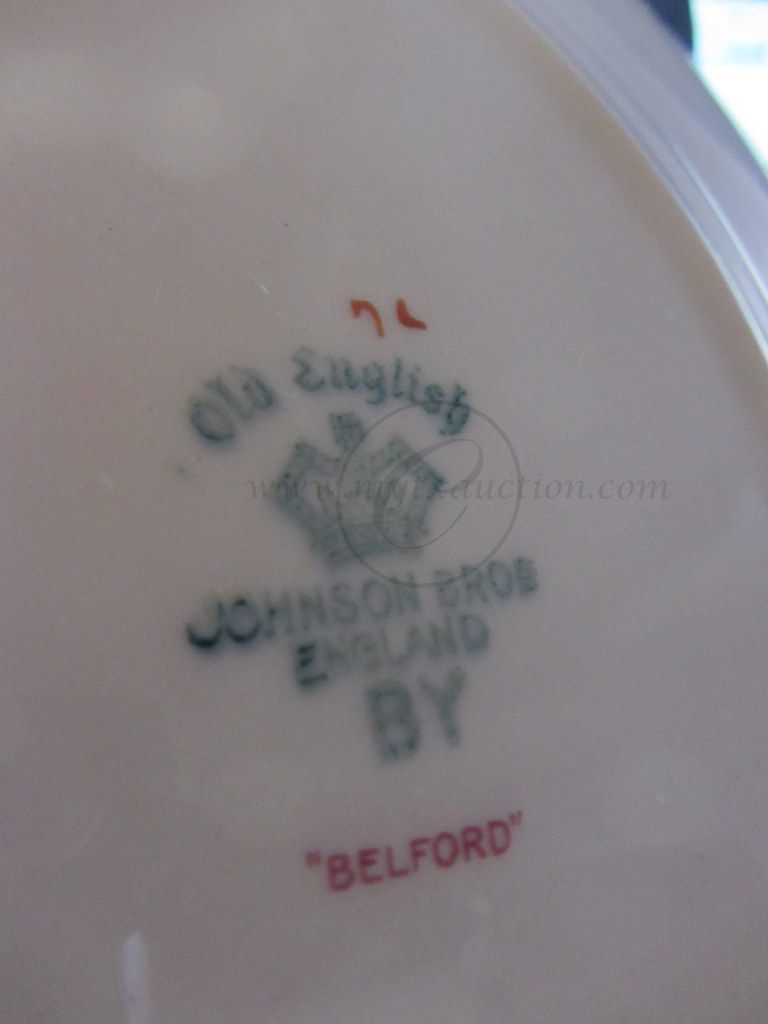 Old English
www.mytxauction.com
JOHNSON BROS
ENGLAND
BY
"BELFORD"